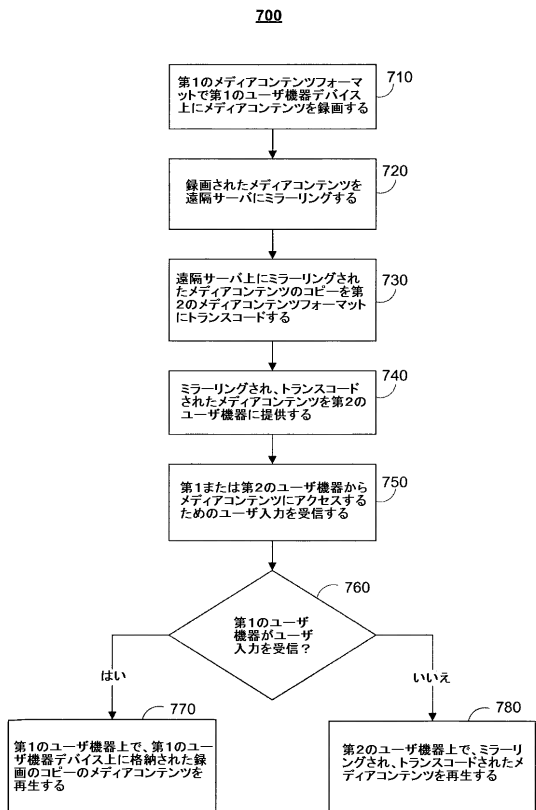 700
第1のメディアコンテンツフォーマ
ットで第1のユーザ機器デバイス
上にメディアコンテンツを録画する
710
録画されたメディアコンテンツを
遠隔サーバにミラーリングする
720
遠隔サーバ上にミラーリングされ
たメディアコンテンツのコピーを第
2のメディアコンテンツフォーマット
にトランスコードする
730
ミラーリングされ、トランスコード
されたメディアコンテンツを第2の
ユーザ機器に提供する
740
第1または第2のユーザ機器から
メディアコンテンツにアクセスする
ためのユーザ入力を受信する
750
第1のユーザ
機器がユーザ
入力を受信？
760
はい
いいえ
770
第1のユーザ機器上で、第1のユー
ザ機器デバイス上に格納された録
画のコピーのメディアコンテンツを
再生する
780
第2のユーザ機器上で、ミラーリ
ングされ、トランスコードされたメ
ディアコンテンツを再生する